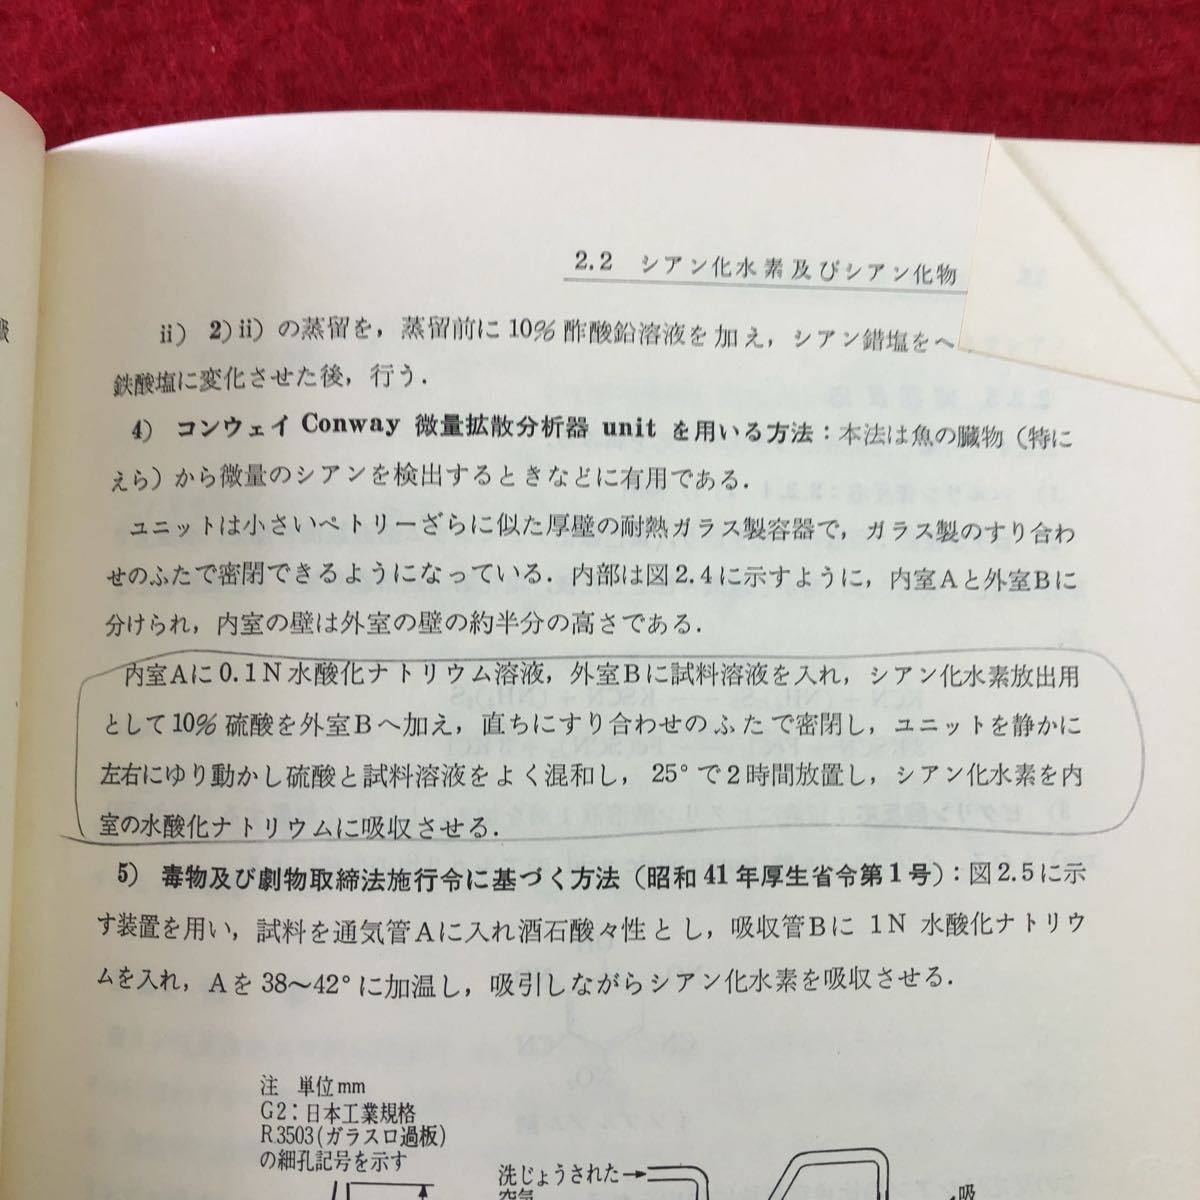 2.2 シアン化水素及びシアン化物
ii) 2)ii) の蒸留を，蒸留前に 10% 酢酸鉛溶液を加え，シアン錯塩をヘ
鉄酸塩に変化させた後，行う．
4) コンウェイ Conway 微量拡散分析器 unit を用いる方法：本法は魚の臓物（特に
えら）から微量のシアンを検出するときなどに有用である．
ユニットは小さいペトリーざらに似た厚壁の耐熱ガラス製容器で，ガラス製のすり合わ
せのふたで密閉できるようになっている．内部は図2.4に示すように，内室Aと外室Bに
分けられ，内室の壁は外室の壁の約半分の高さである．
内室Aに 0.1N 水酸化ナトリウム溶液，外室Bに試料溶液を入れ，シアン化水素放出用
として 10% 硫酸を外室Bへ加え，直ちにすり合わせのふたで密閉し，ユニットを静かに
左右にゆり動かし硫酸と試料溶液をよく混和し，25° で2時間放置し，シアン化水素を内
室の水酸化ナトリウムに吸収させる．
5) 毒物及び劇物取締法施行令に基づく方法（昭和41年厚生省令第1号）：図2.5に示
す装置を用い，試料を通気管Aに入れ酒石酸々性とし，吸収管Bに 1N 水酸化ナトリウ
ムを入れ，Aを 38～42° に加温し，吸引しながらシアン化水素を吸収させる．
注 単位mm
G2：日本工業規格
R3503(ガラスロ過板)
の細孔記号を示す
洗じょうされた
空気
吸